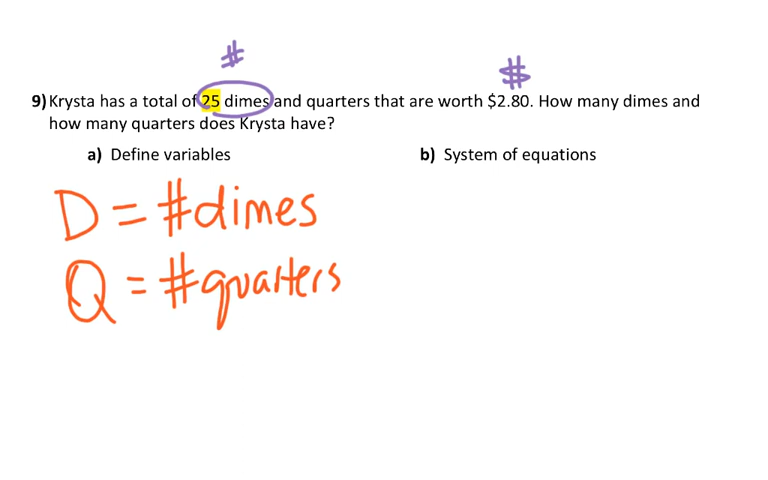 #
$
9) Krysta has a total of 25 dimes and quarters that are worth $2.80. How many dimes and
how many quarters does Krysta have?
a) Define variables
b) System of equations
D = #dimes
Q = #quarters